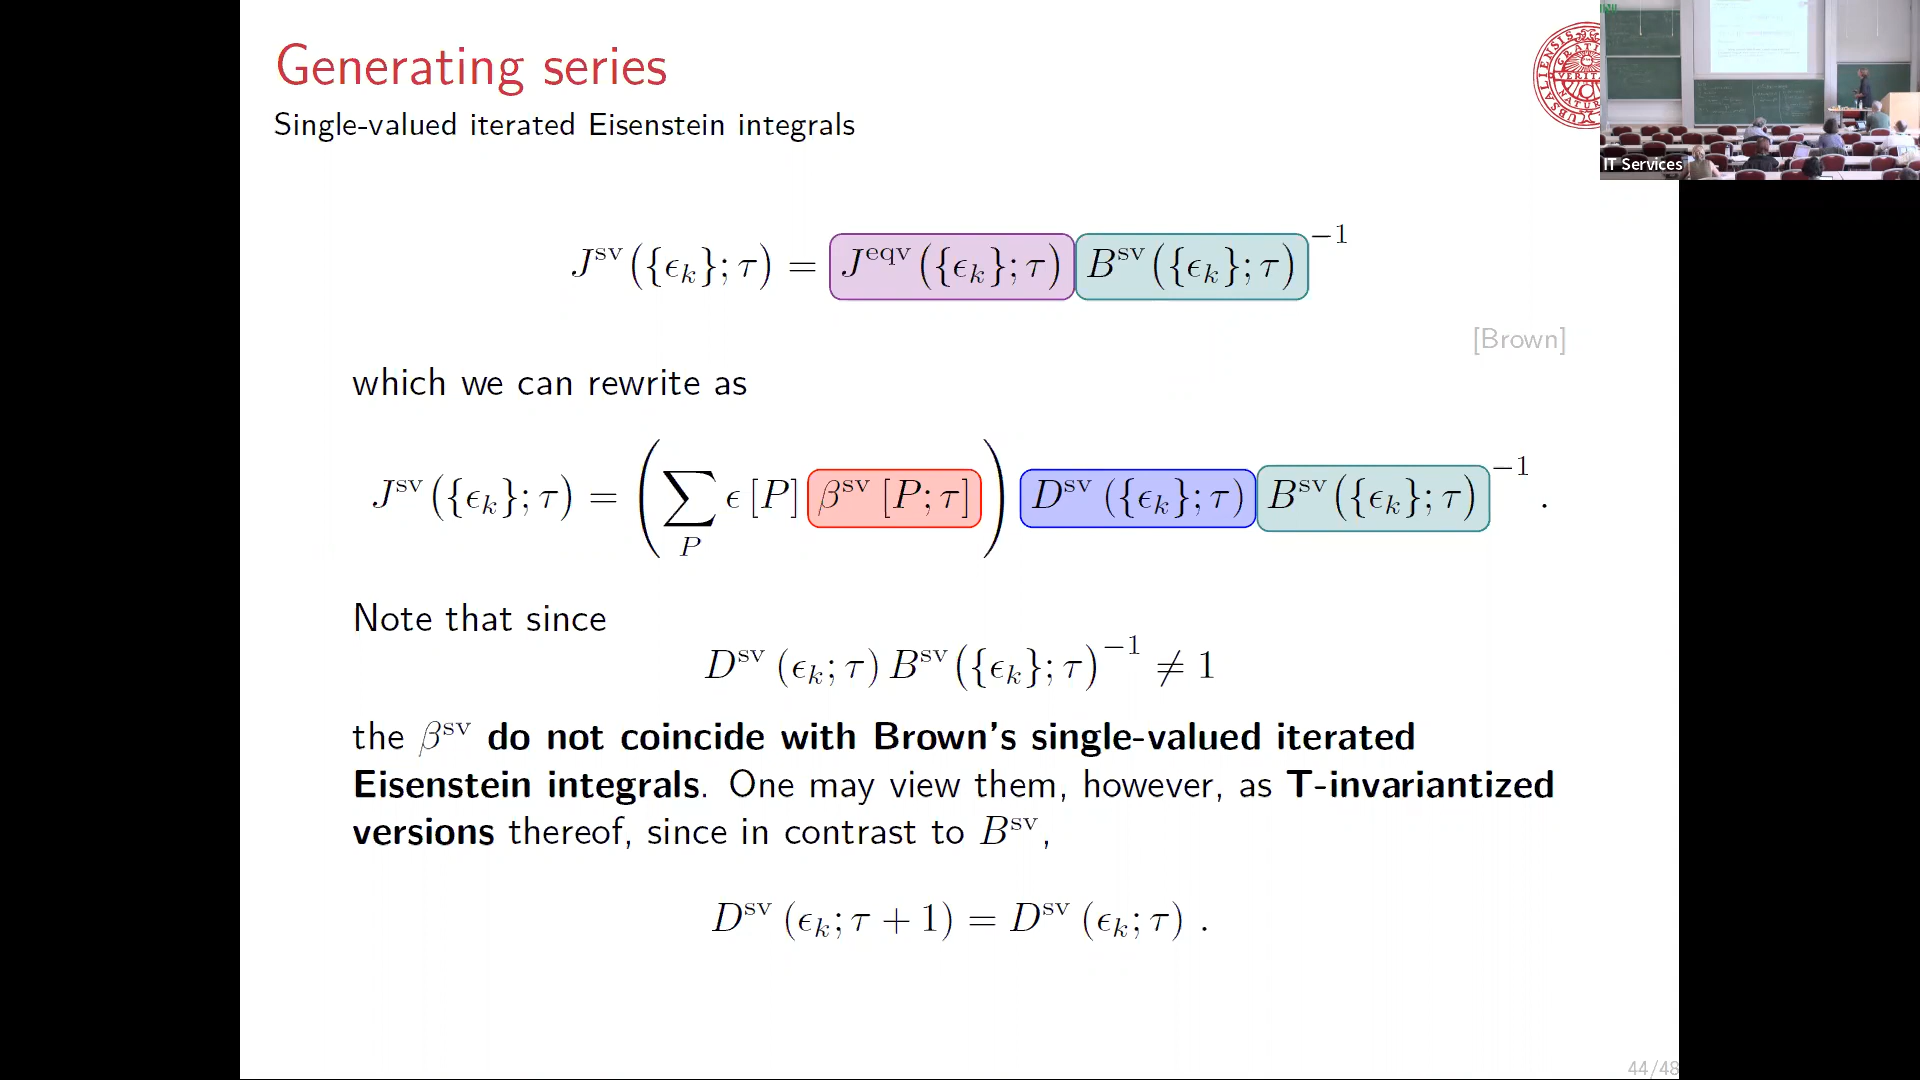 Generating series
Single-valued iterated Eisenstein integrals
J^sv({ϵ_k}; τ) = J^eqv({ϵ_k}; τ) B^sv({ϵ_k}; τ)^−1
[Brown]
which we can rewrite as
J^sv({ϵ_k}; τ) = (∑_P ϵ[P] β^sv[P; τ]) D^sv({ϵ_k}; τ) B^sv({ϵ_k}; τ)^−1 .
Note that since
D^sv(ϵ_k; τ) B^sv({ϵ_k}; τ)^−1 ≠ 1
the β^sv do not coincide with Brown's single-valued iterated
Eisenstein integrals. One may view them, however, as T-invariantized
versions thereof, since in contrast to B^sv,
D^sv(ϵ_k; τ + 1) = D^sv(ϵ_k; τ) .
44/48
IT Services